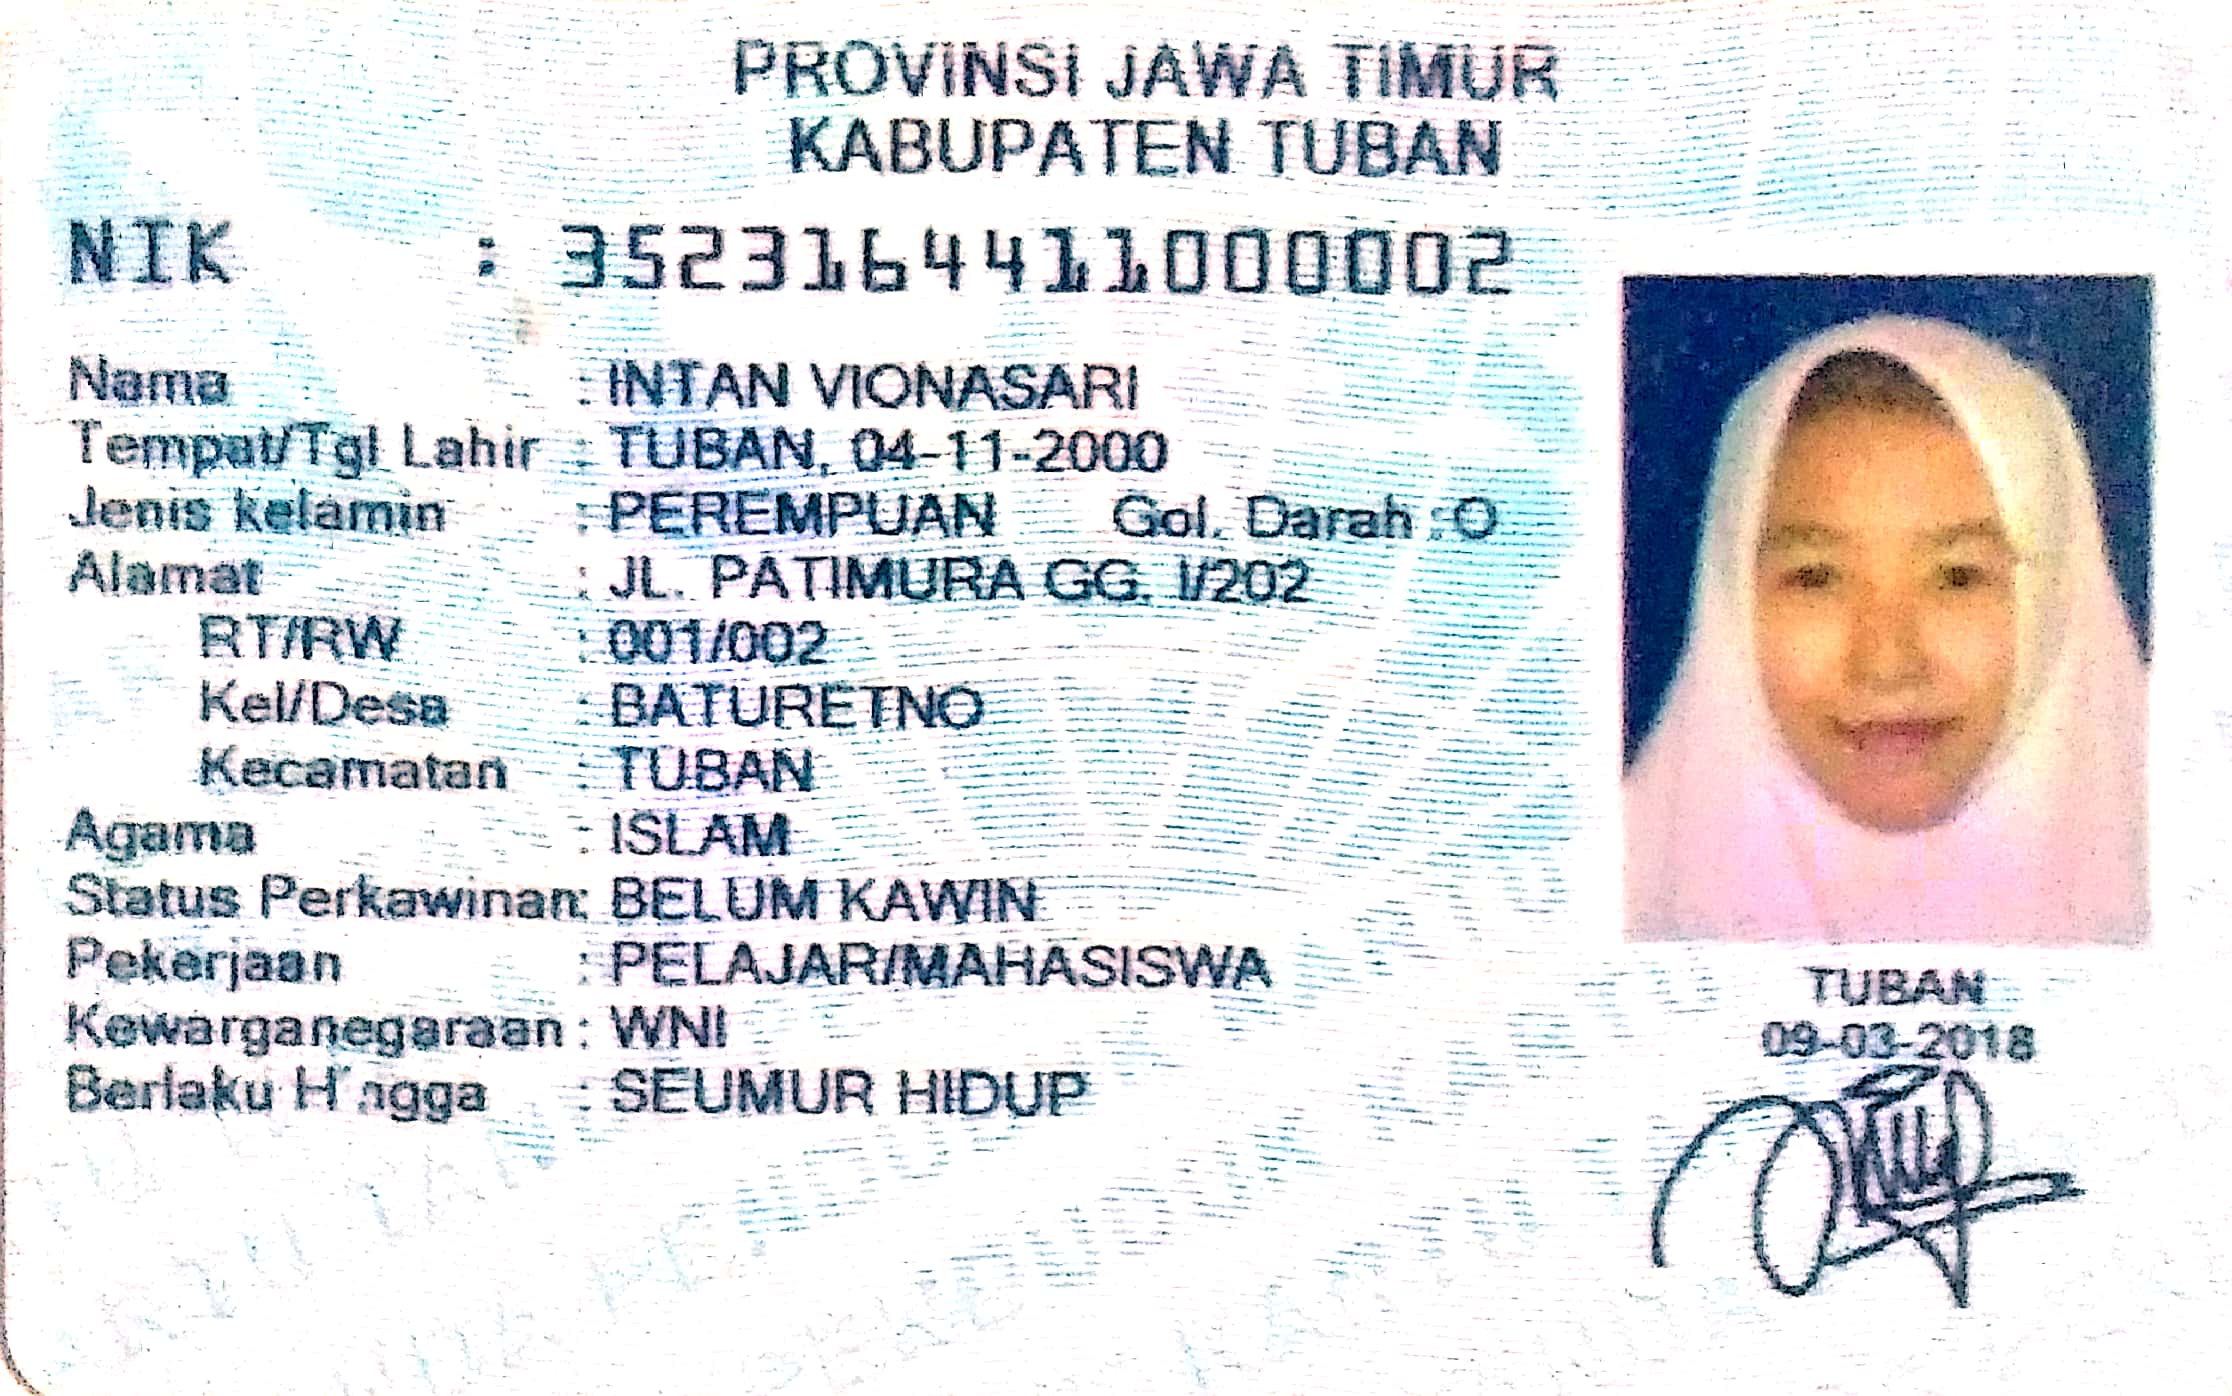 PROVINSI JAWA TIMUR
KABUPATEN TUBAN
NIK : 3523164411000002
Nama : INTAN VIONASARI
Tempat/Tgl Lahir : TUBAN, 04-11-2000
Jenis kelamin : PEREMPUAN Gol. Darah : O
Alamat : JL. PATIMURA GG. I/202
RT/RW : 001/002
Kel/Desa : BATURETNO
Kecamatan : TUBAN
Agama : ISLAM
Status Perkawinan: BELUM KAWIN
Pekerjaan : PELAJAR/MAHASISWA
Kewarganegaraan : WNI
Berlaku Hingga : SEUMUR HIDUP
TUBAN
09-03-2018